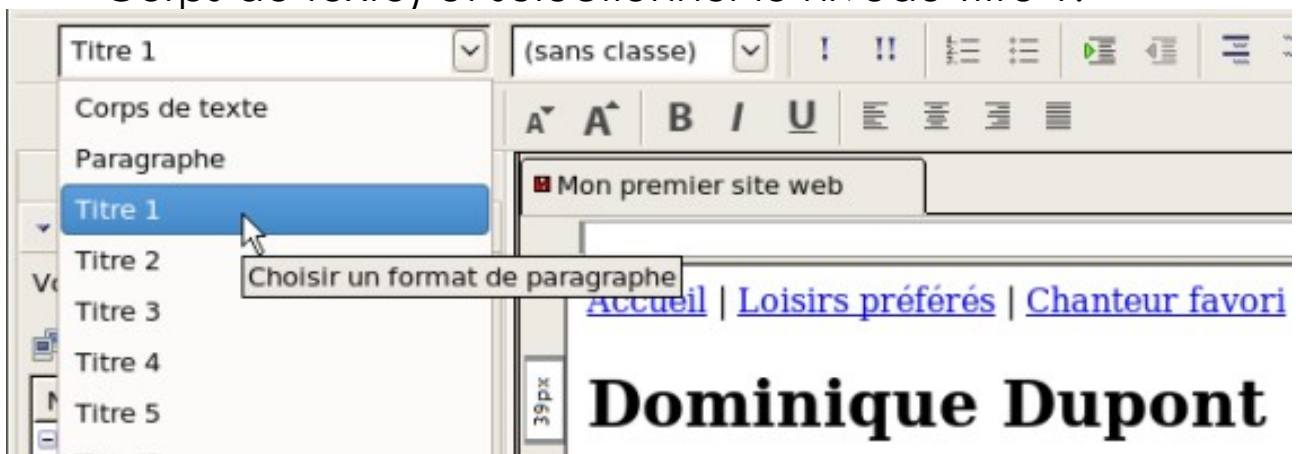 Titre 1
(sans classe)
! !!
Corps de texte
A A B I U
Paragraphe
Mon premier site web
Titre 1
Titre 2
Choisir un format de paragraphe
Titre 3
Accueil | Loisirs préférés | Chanteur favori
Titre 4
39px
Dominique Dupont
Titre 5